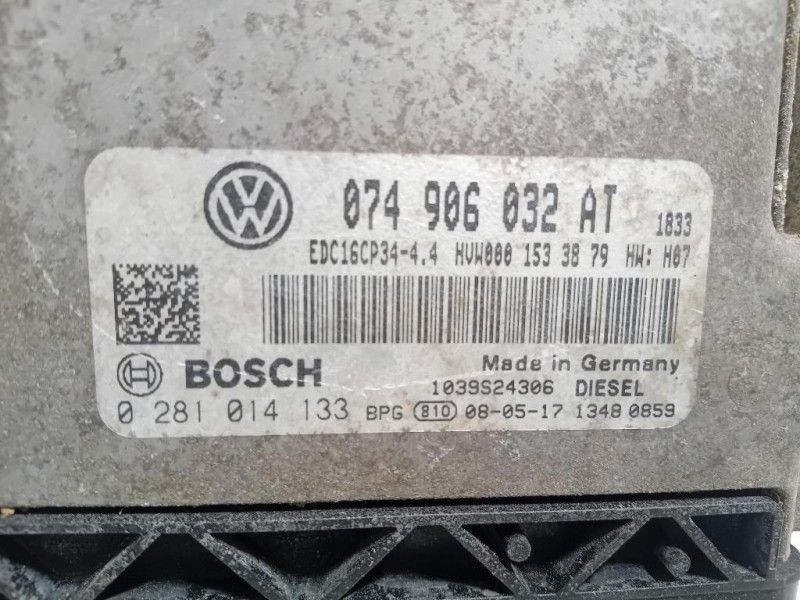 074 906 032 AT 1833
EDC16CP34-4.4 HVW000 153 38 79 HW: H07
Made in Germany
BOSCH
1039S24306 DIESEL
0 281 014 133 BPG 810 08-05-17 1348 0859